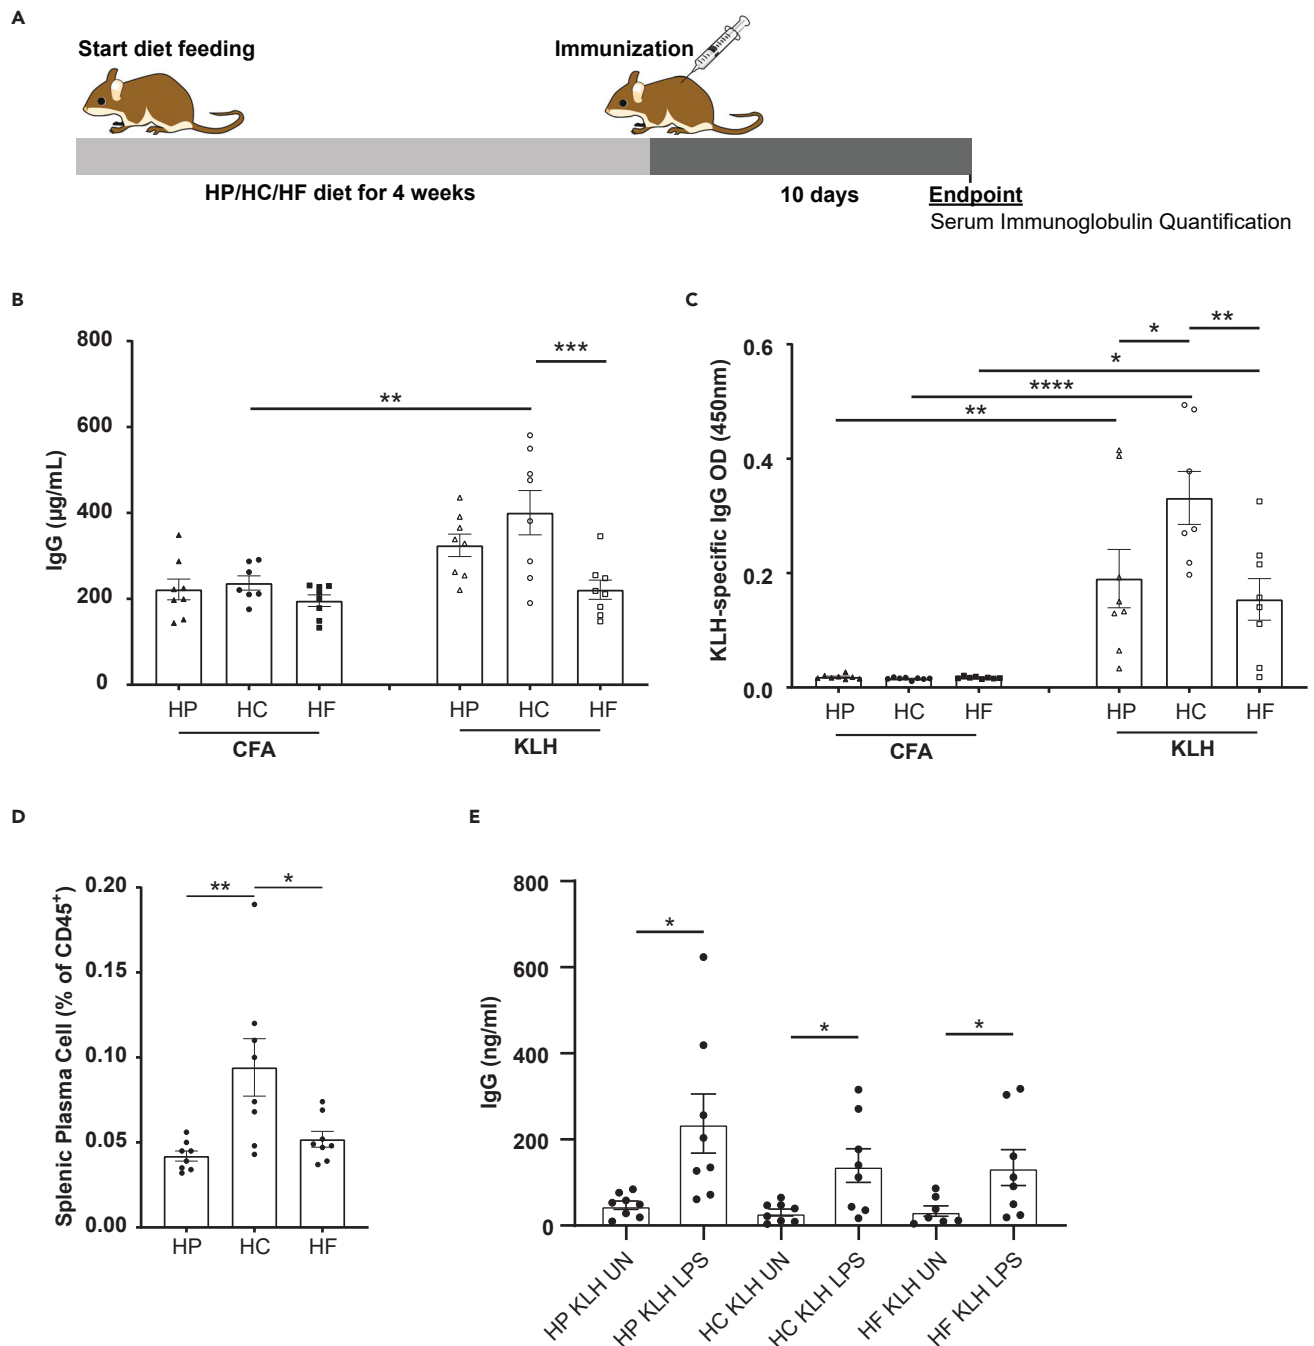 A
Start diet feeding
Immunization
HP/HC/HF diet for 4 weeks
10 days
Endpoint
Serum Immunoglobulin Quantification
B
IgG (µg/mL)
800
600
400
200
0
**
***
HP HC HF HP HC HF
CFA KLH
C
KLH-specific IgG OD (450nm)
0.6
0.4
0.2
0.0
* **
*
****
**
HP HC HF HP HC HF
CFA KLH
D
Splenic Plasma Cell (% of CD45⁺)
0.20
0.15
0.10
0.05
0.00
** *
HP HC HF
E
IgG (ng/ml)
800
600
400
200
0
*
*
*
HP KLH UN
HP KLH LPS
HC KLH UN
HC KLH LPS
HF KLH UN
HF KLH LPS